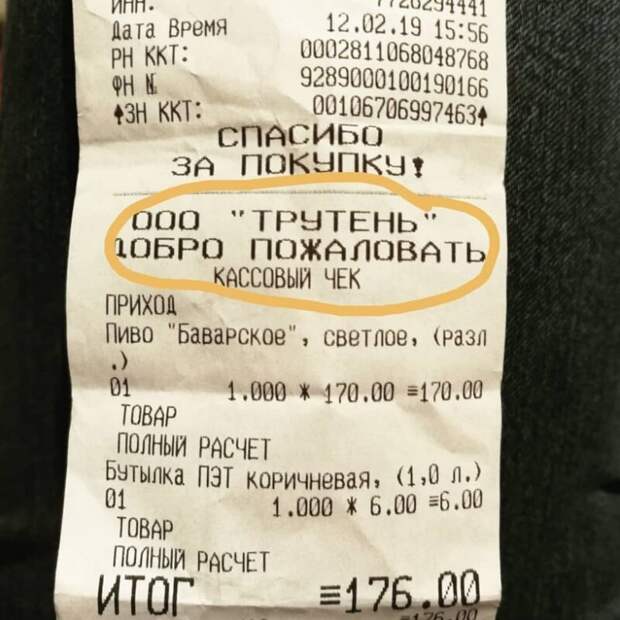 ИНН: 7728294441
Дата Время 12.02.19 15:56
РН ККТ: 0002811068048768
ФН № 9289000100190166
ЗН ККТ: 00106706997463
СПАСИБО
ЗА ПОКУПКУ!
ООО "ТРУТЕНЬ"
ДОБРО ПОЖАЛОВАТЬ
КАССОВЫЙ ЧЕК
ПРИХОД
Пиво "Баварское", светлое, (разл
.)
01 1.000 * 170.00 ≡170.00
ТОВАР
ПОЛНЫЙ РАСЧЕТ
Бутылка ПЭТ коричневая, (1,0 л.)
01 1.000 * 6.00 ≡6.00
ТОВАР
ПОЛНЫЙ РАСЧЕТ
ИТОГ ≡176.00